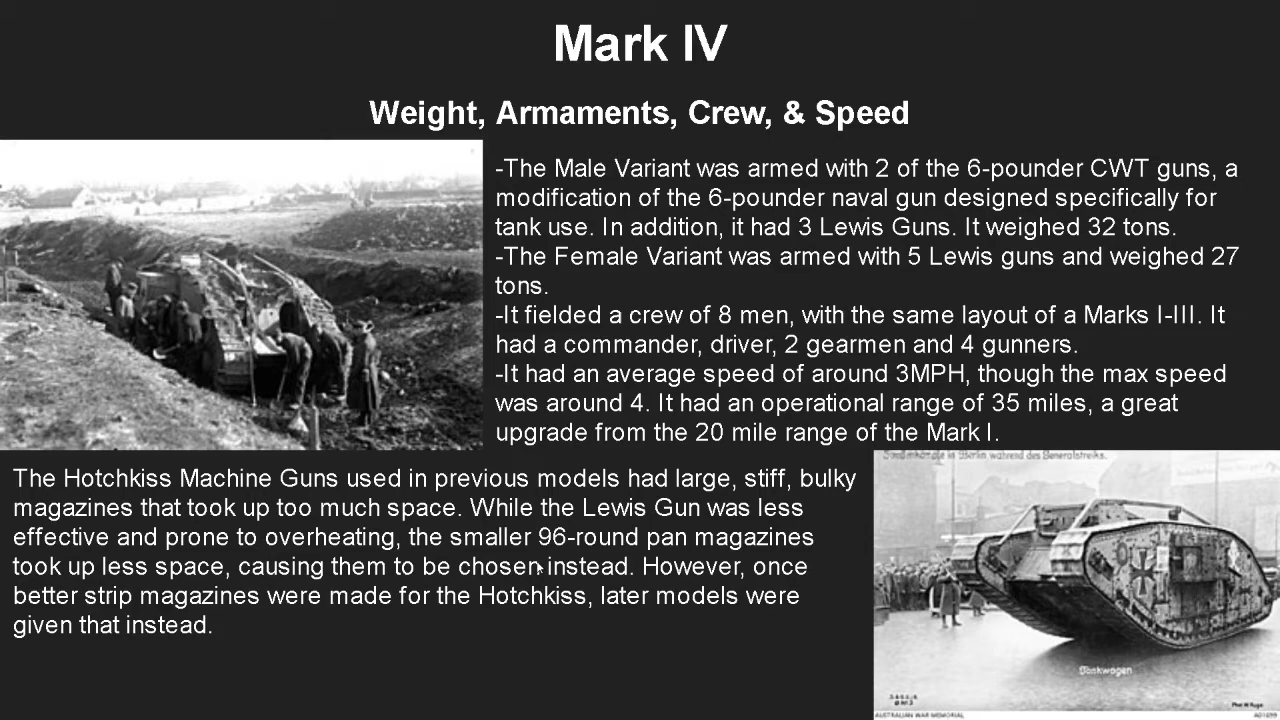 Mark IV
Weight, Armaments, Crew, & Speed
-The Male Variant was armed with 2 of the 6-pounder CWT guns, a
modification of the 6-pounder naval gun designed specifically for
tank use. In addition, it had 3 Lewis Guns. It weighed 32 tons.
-The Female Variant was armed with 5 Lewis guns and weighed 27
tons.
-It fielded a crew of 8 men, with the same layout of a Marks I-III. It
had a commander, driver, 2 gearmen and 4 gunners.
-It had an average speed of around 3MPH, though the max speed
was around 4. It had an operational range of 35 miles, a great
upgrade from the 20 mile range of the Mark I.
The Hotchkiss Machine Guns used in previous models had large, stiff, bulky
magazines that took up too much space. While the Lewis Gun was less
effective and prone to overheating, the smaller 96-round pan magazines
took up less space, causing them to be chosen instead. However, once
better strip magazines were made for the Hotchkiss, later models were
given that instead.
in Berlin während des Generalstreiks.
Tankwagen
AUSTRALIAN WAR MEMORIAL